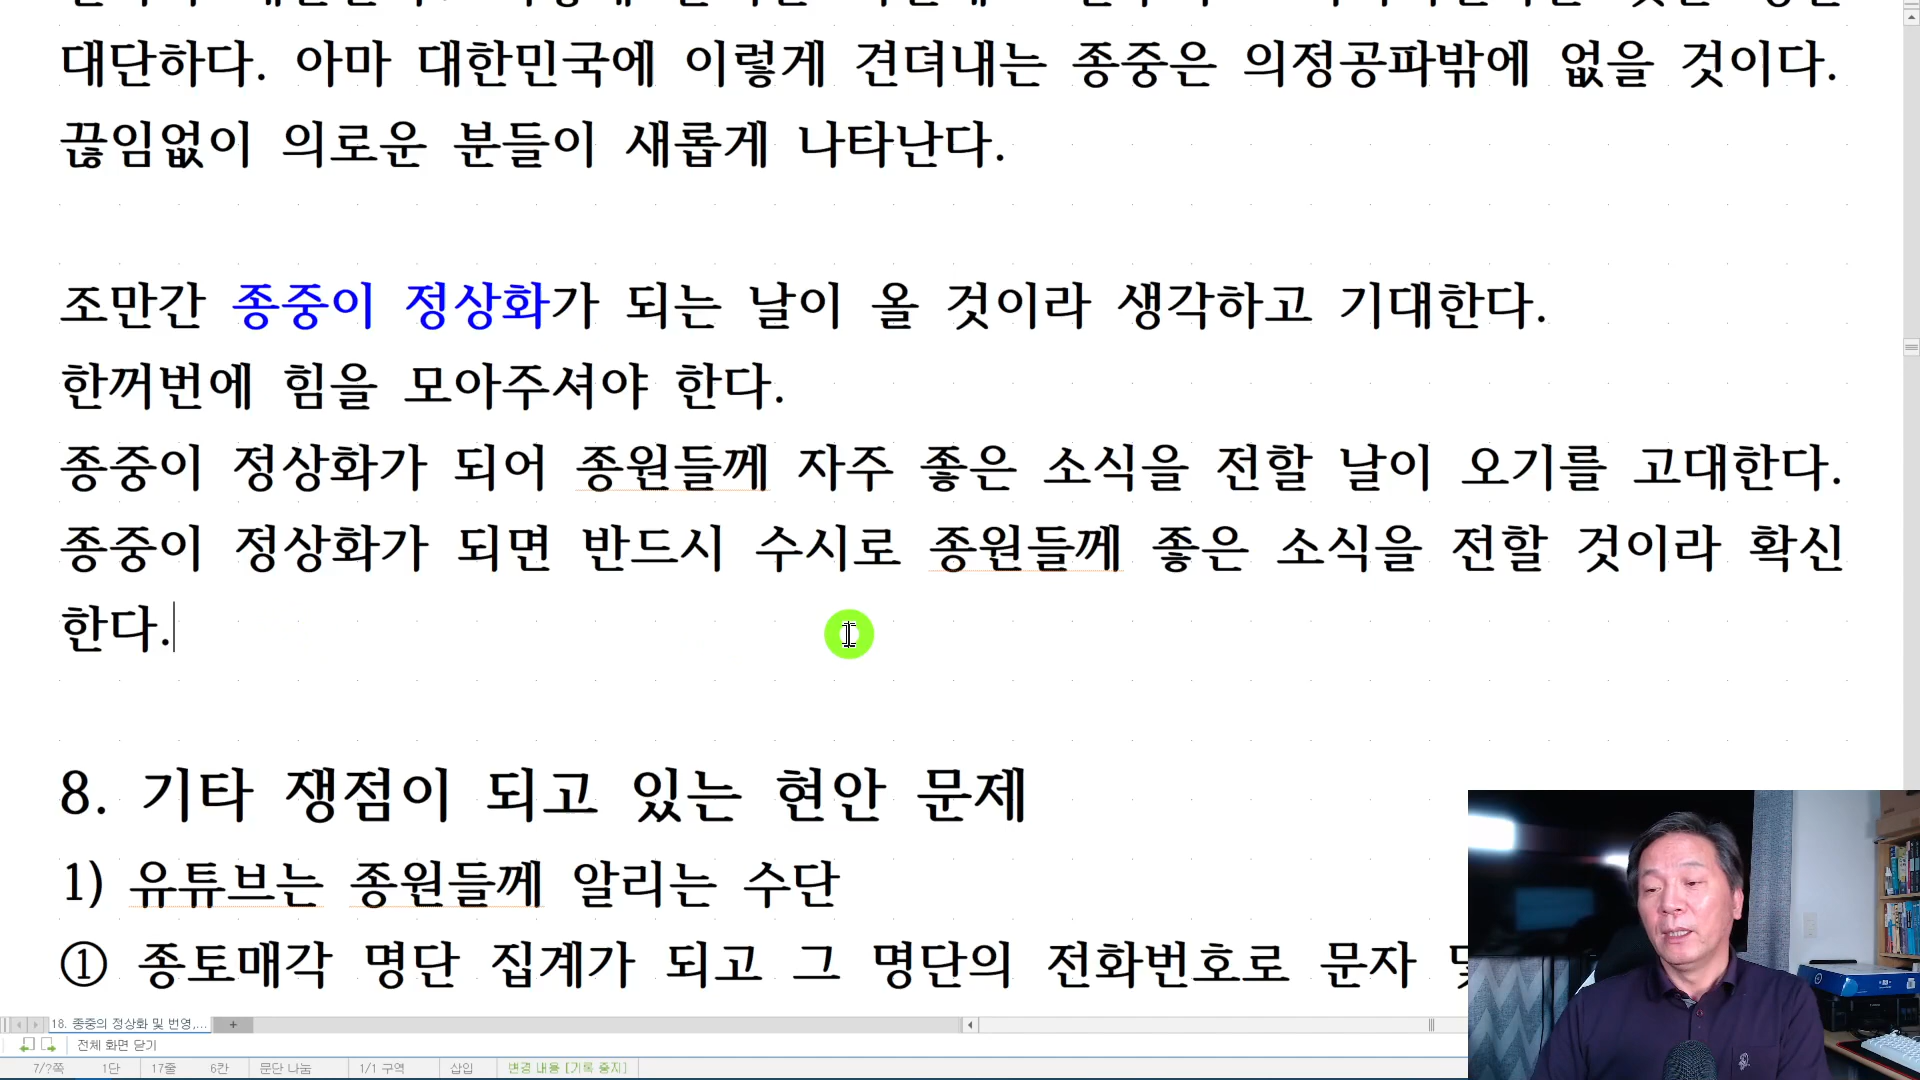 대단하다. 아마 대한민국에 이렇게 견뎌내는 종중은 의정공파밖에 없을 것이다.
끊임없이 의로운 분들이 새롭게 나타난다.
조만간 종중이 정상화가 되는 날이 올 것이라 생각하고 기대한다.
한꺼번에 힘을 모아주셔야 한다.
종중이 정상화가 되어 종원들께 자주 좋은 소식을 전할 날이 오기를 고대한다.
종중이 정상화가 되면 반드시 수시로 종원들께 좋은 소식을 전할 것이라 확신
한다.
8. 기타 쟁점이 되고 있는 현안 문제
1) 유튜브는 종원들께 알리는 수단
① 종토매각 명단 집계가 되고 그 명단의 전화번호로 문자
18. 종중의 정상화 및 번영,...
전체 화면 닫기
7/?쪽 1단 17줄 6칸 문단 나눔 1/1 구역 삽입 변경 내용 [기록 중지]